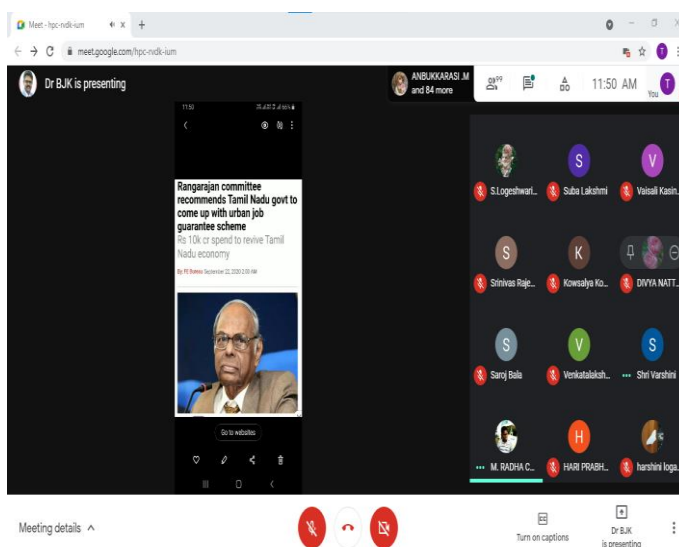 Meet - hpc-nidk-ium
meet.google.com/hpc-nidk-ium
T
Dr BJK is presenting
ANBUKKARASI .M
and 84 more
99
11:50 AM
You
T
11:50
Rangarajan committee
recommends Tamil Nadu govt to
come up with urban job
guarantee scheme
Rs 10k cr spend to revive Tamil
Nadu economy
Go to websites
S.Logeshwari...
S
Suba Lakshmi
V
Vaisali Kasin...
S
Srinivas Raje...
K
Kowsalya Ko...
DIVYA NATT...
S
Saroj Bala
V
Venkatalaksh...
S
Shri Varshini
M. RADHA C...
H
HARI PRABH...
harshini loga...
Meeting details
Turn on captions
Dr BJK
is presenting